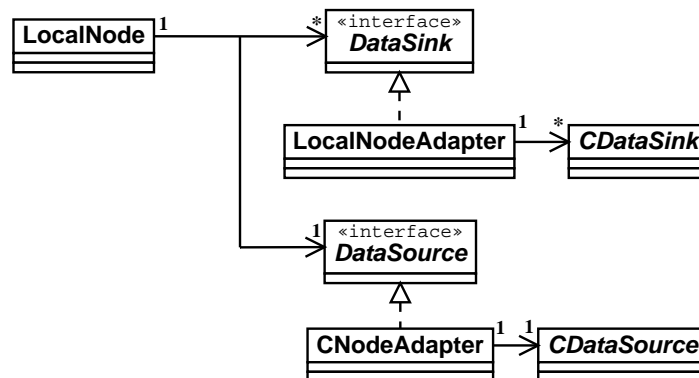 LocalNode
1
*
«interface»
DataSink
LocalNodeAdapter
1
*
CDataSink
1
«interface»
DataSource
CNodeAdapter
1
1
CDataSource